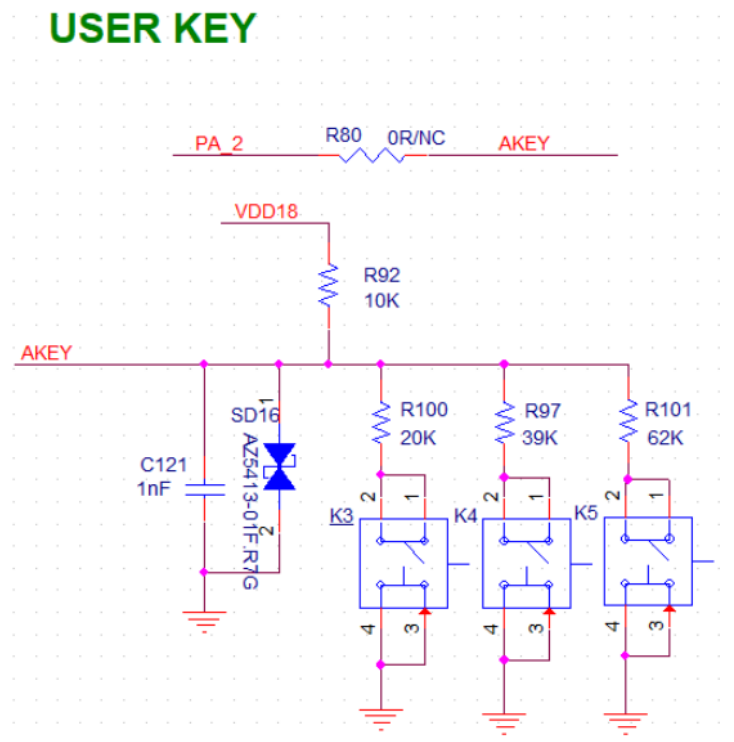 USER KEY
PA_2 R80 0R/NC AKEY
VDD18
R92
10K
AKEY
1
SD16
AZ5413-01F.R7G
2
C121
1nF
R100
20K
R97
39K
R101
62K
K3 2 1
K4 2 1
K5 2 1
4 3
4 3
4 3